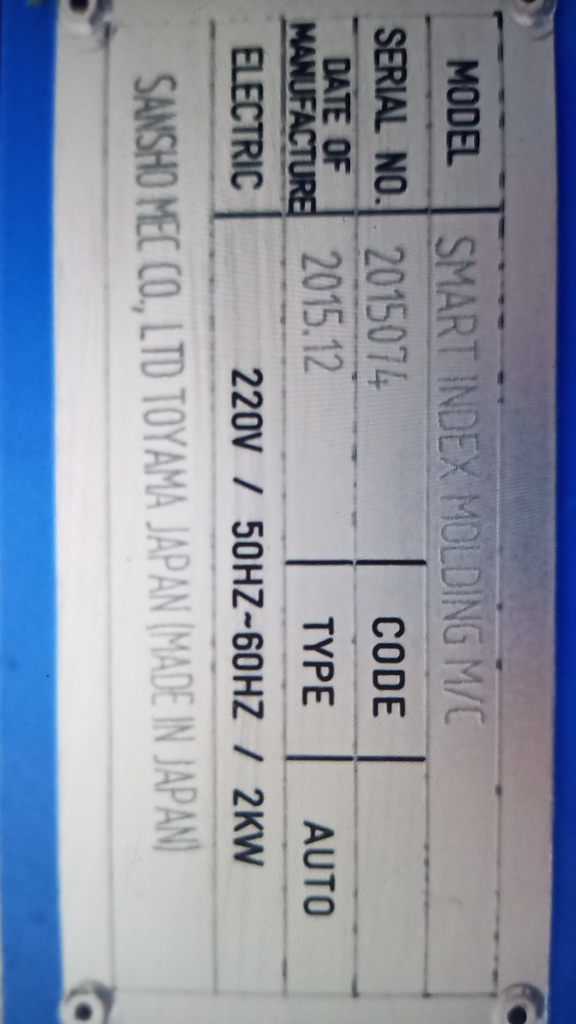 MODEL SMART INDEX MOLDING M/C
SERIAL NO. 2015074 CODE
DATE OF MANUFACTURE 2015.12 TYPE AUTO
ELECTRIC 220V / 50HZ~60HZ / 2KW
SANSHO MEC CO., LTD TOYAMA JAPAN (MADE IN JAPAN)